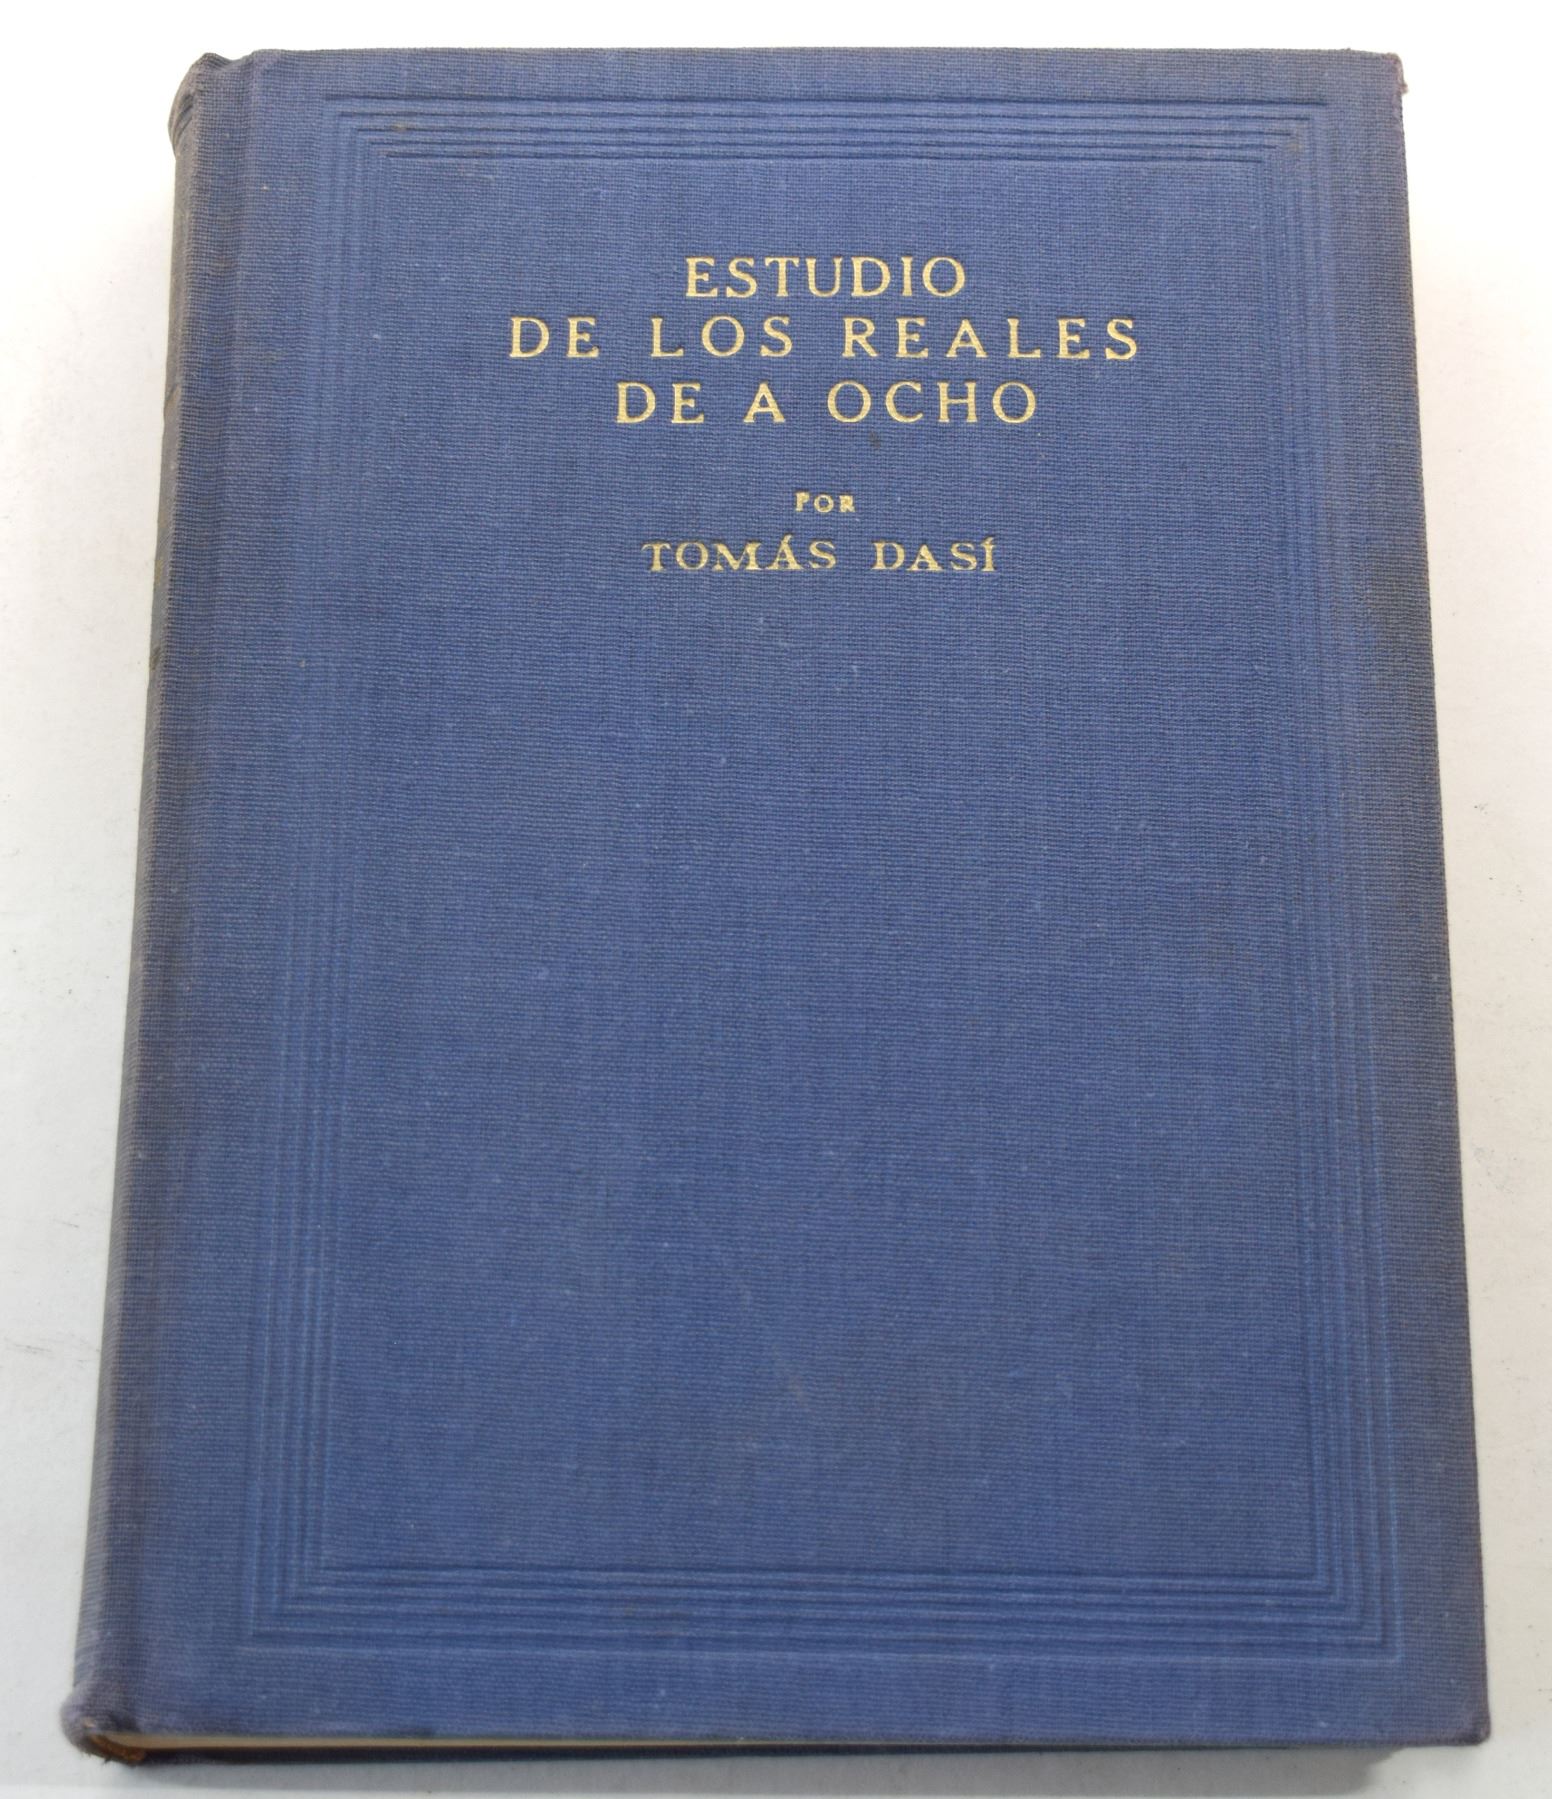 ESTUDIO
DE LOS REALES
DE A OCHO
POR
TOMÁS DASÍ